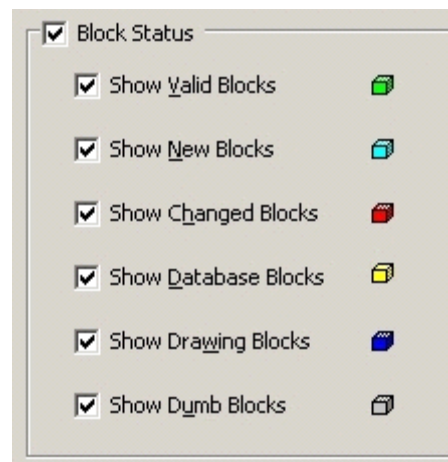 Block Status
Show Valid Blocks
Show New Blocks
Show Changed Blocks
Show Database Blocks
Show Drawing Blocks
Show Dumb Blocks